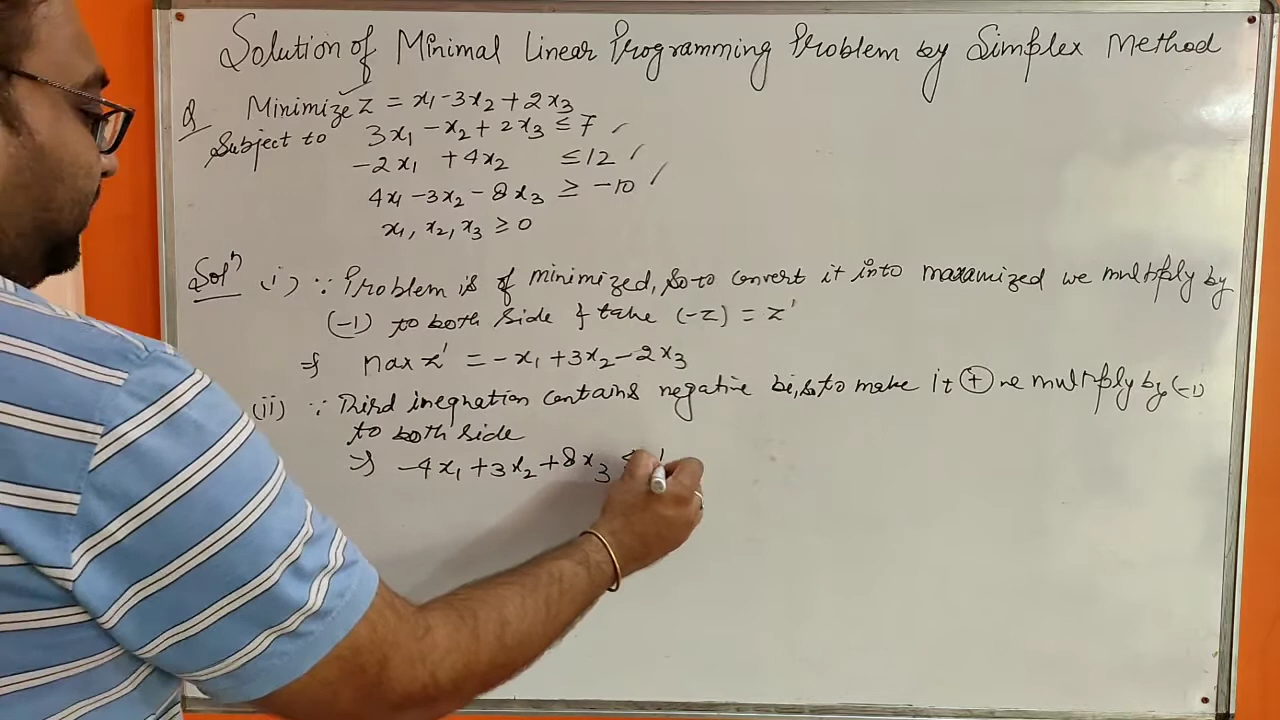 Solution of Minimal Linear Programming Problem by Simplex Method
Q Minimize Z = x₁ - 3x₂ + 2x₃
Subject to 3x₁ - x₂ + 2x₃ ≤ 7
-2x₁ + 4x₂ ≤ 12
4x₁ - 3x₂ - 8x₃ ≥ -10
x₁, x₂, x₃ ≥ 0
Solⁿ (i) ∵ Problem is of minimized, so to convert it into maxamized we multiply by
(-1) to both side & take (-z) = z'
⇒ Max z' = -x₁ + 3x₂ - 2x₃
(ii) ∵ Third inequation contains negative bi, so to make it ⊕ we multiply by (-1)
to both side
⇒ -4x₁ + 3x₂ + 8x₃